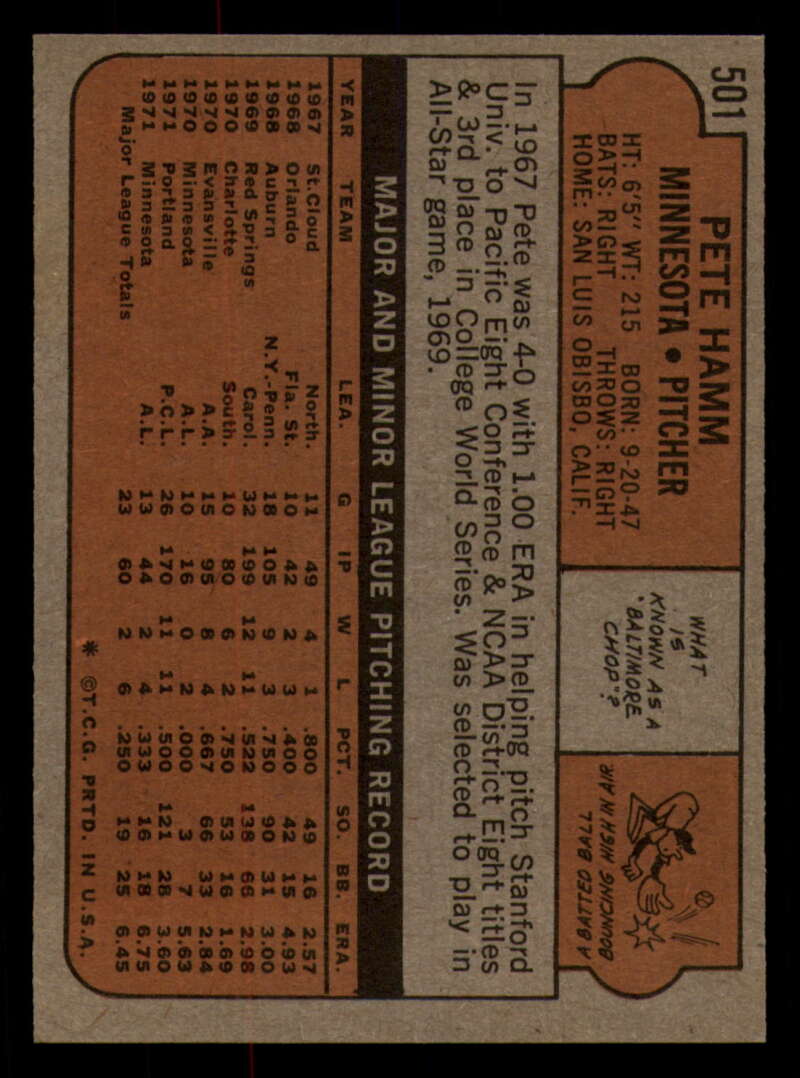 501
PETE HAMM
MINNESOTA • PITCHER
HT: 6'5" WT: 215 BORN: 9-20-47
BATS: RIGHT THROWS: RIGHT
HOME: SAN LUIS OBISBO, CALIF.
WHAT
IS
KNOWN AS A
"BALTIMORE
CHOP"?
A BATTED BALL
BOUNCING HIGH IN AIR
In 1967 Pete was 4-0 with 1.00 ERA in helping pitch Stanford
Univ. to Pacific Eight Conference & NCAA District Eight titles
& 3rd place in College World Series. Was selected to play in
All-Star game, 1969.
MAJOR AND MINOR LEAGUE PITCHING RECORD
YEAR TEAM LEA. G IP W L PCT. SO. BB. ERA.
1967 St.Cloud North. 11 49 4 1 .800 49 16 2.57
1968 Orlando Fla. St. 10 42 2 3 .400 42 15 4.93
1968 Auburn N.Y.-Penn. 18 105 9 3 .750 90 31 3.00
1969 Red Springs Carol. 32 199 12 11 .522 138 66 2.98
1970 Charlotte South. 10 80 6 2 .750 53 16 1.69
1970 Evansville A.A. 15 95 8 4 .667 66 33 2.84
1970 Minnesota A.L. 10 16 0 2 .000 3 7 5.63
1971 Portland P.C.L. 26 170 11 11 .500 121 28 3.60
1971 Minnesota A.L. 13 44 2 4 .333 16 18 6.75
Major League Totals 23 60 2 6 .250 19 25 6.45
* ©T.C.G. PRTD. IN U.S.A.